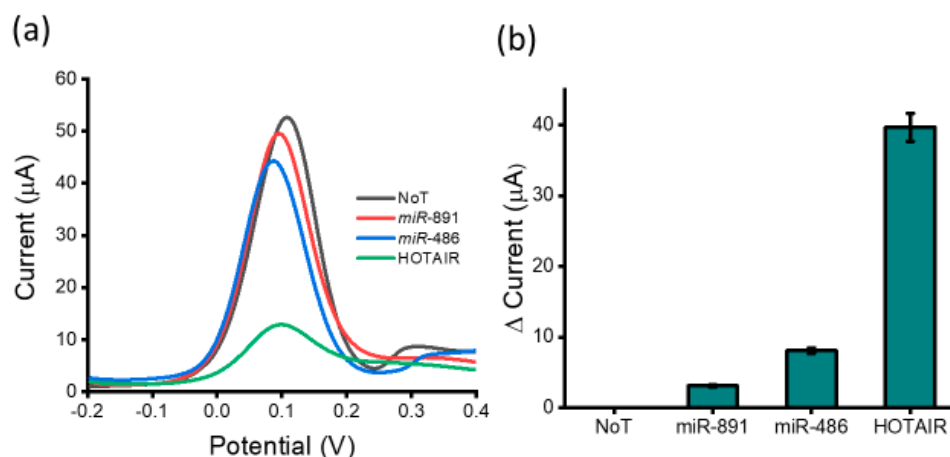 (a)
60
50
40
30
20
10
0
-0.2 -0.1 0.0 0.1 0.2 0.3 0.4
Current (μA)
Potential (V)
NoT
miR-891
miR-486
HOTAIR
(b)
40
30
20
10
0
NoT miR-891 miR-486 HOTAIR
Δ Current (μA)